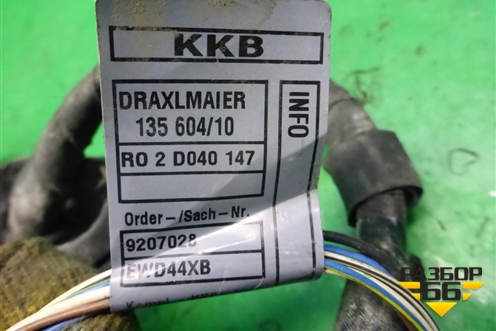 KKB
DRAXLMAIER
135 604/10
RO 2 D040 147
INFO
Order-/Sach-Nr.
9207028
EWD44XB
РАЗБОР
66